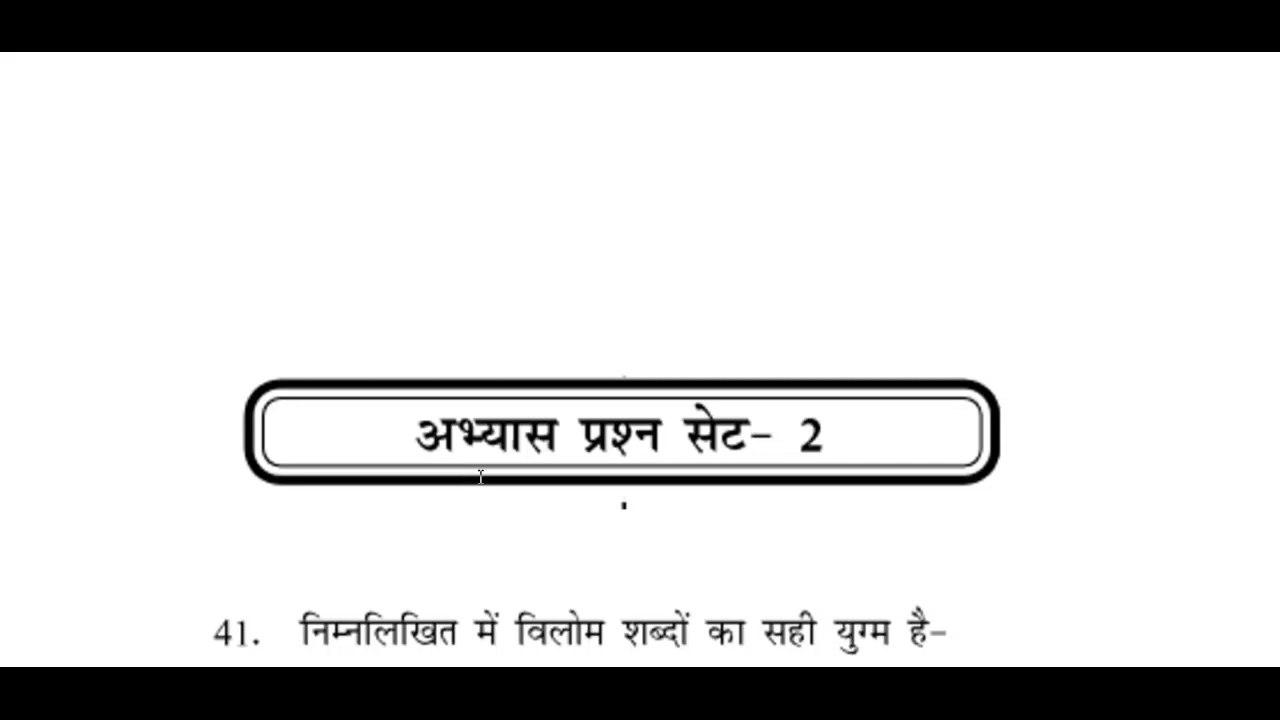 अभ्यास प्रश्न सेट- 2
41. निम्नलिखित में विलोम शब्दों का सही युग्म है-